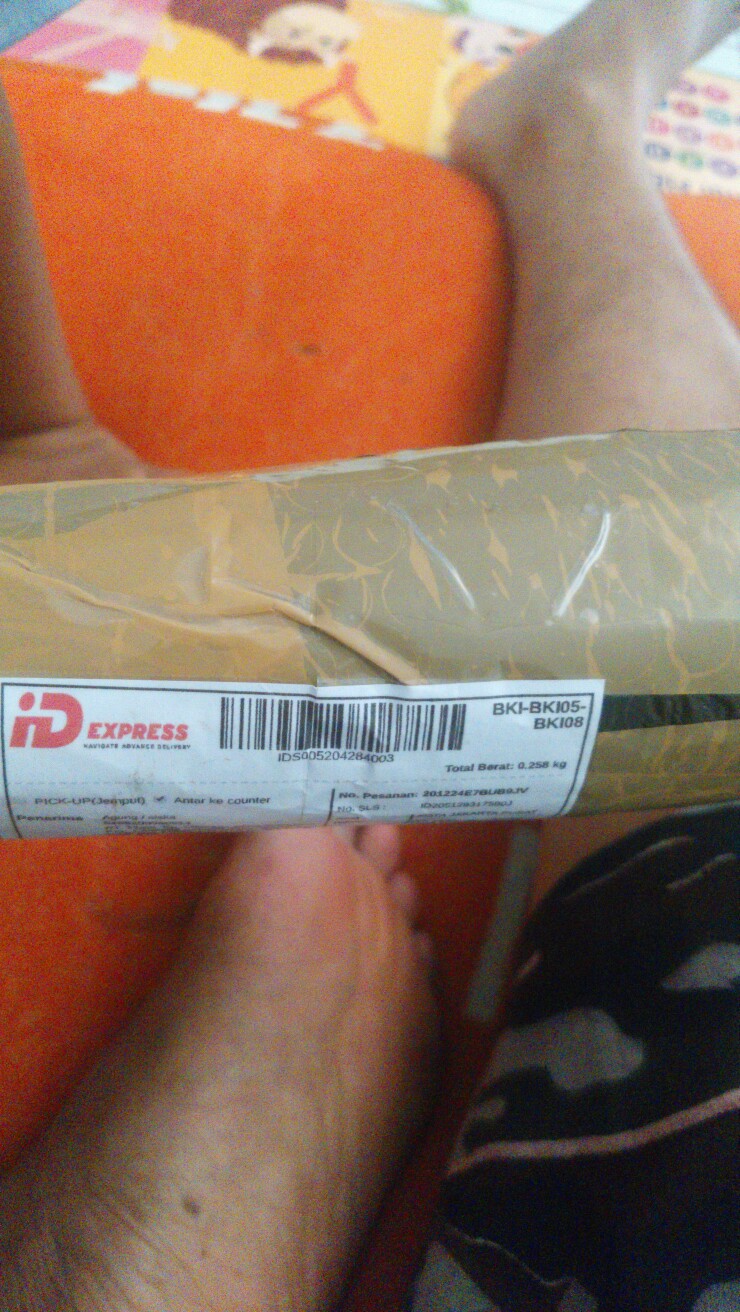 iD EXPRESS
NAVIGATE ADVANCE DELIVERY
IDS005204284003
BKI-BKI05-
BKI08
Total Berat: 0.258 kg
PICK-UP(Jemput) Antar ke counter
No. Pesanan: 201224E7BUB9JV
No. SLS :
Penerima
Agung